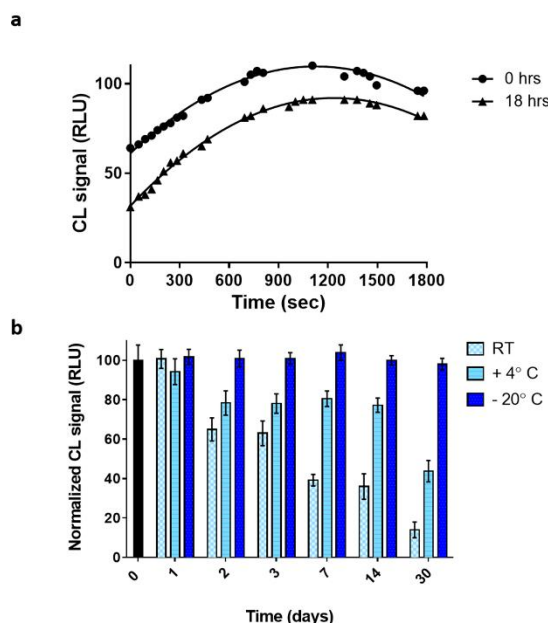 a
CL signal (RLU)
100
50
0
0 300 600 900 1200 1500 1800
Time (sec)
0 hrs
18 hrs
b
Normalized CL signal (RLU)
100
80
60
40
20
0
0 1 2 3 7 14 30
Time (days)
RT
+ 4° C
- 20° C